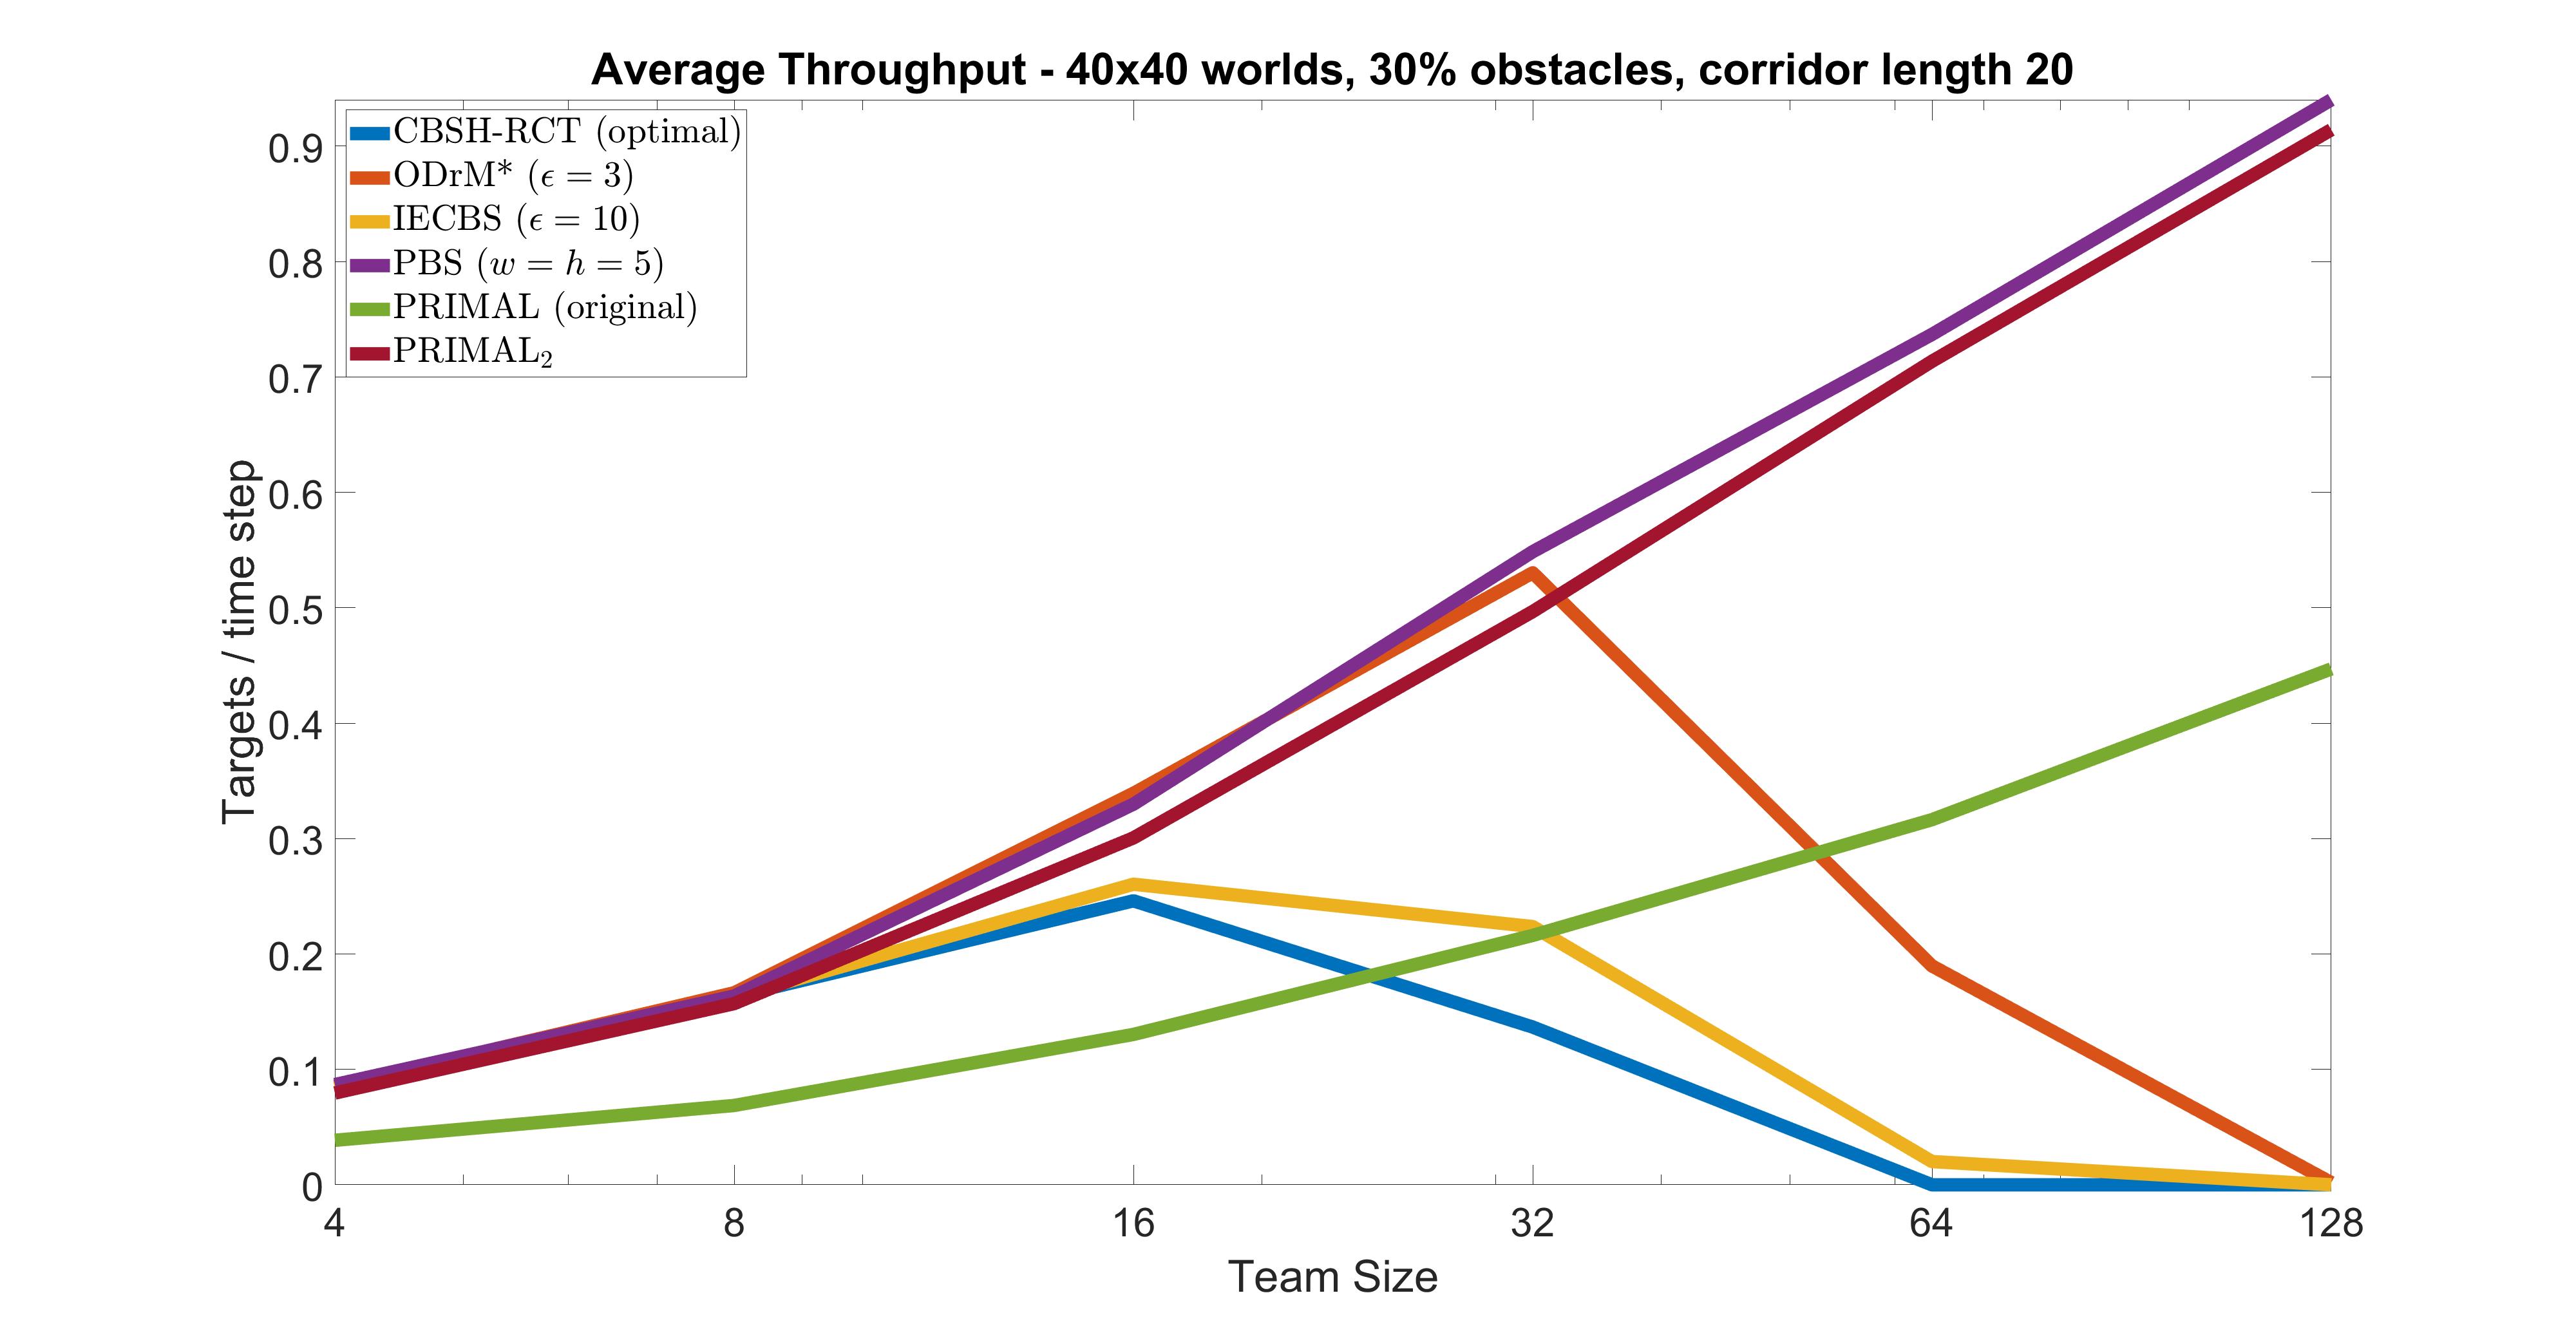 Average Throughput - 40x40 worlds, 30% obstacles, corridor length 20
CBSH-RCT (optimal)
ODrM* (ϵ = 3)
IECBS (ϵ = 10)
PBS (w = h = 5)
PRIMAL (original)
PRIMAL₂
Targets / time step
0.9
0.8
0.7
0.6
0.5
0.4
0.3
0.2
0.1
0
4 8 16 32 64 128
Team Size